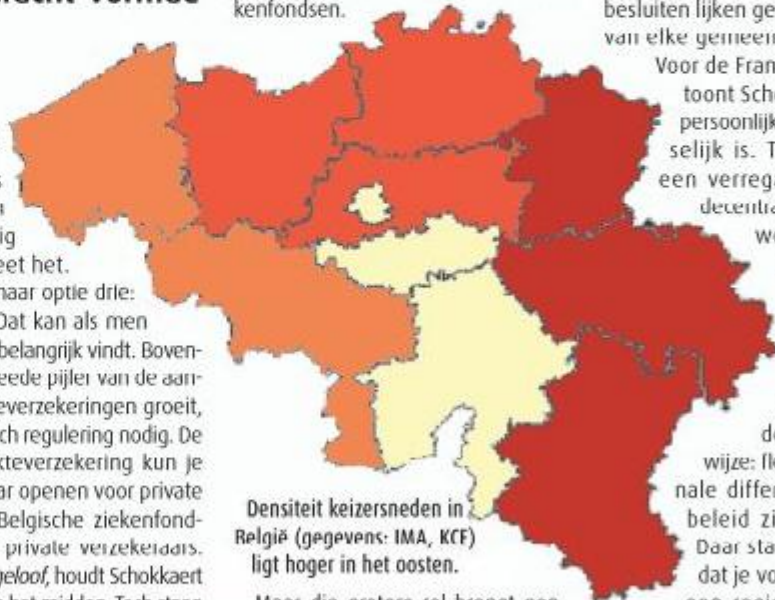 kenfondsen.
eet het.
naar optie drie:
Dat kan als men
belangrijk vindt. Boven-
eede pijler van de aan-
everzekeringen groeit,
ch regulering nodig. De
kteverzekering kun je
ar openen voor private
Belgische ziekenfond-
private verzekeraars.
geloof, houdt Schokkaert
Densiteit keizersneden in
België (gegevens: IMA, KCF)
ligt hoger in het oosten.
besluiten lijken ge
van elke gemeen
Voor de Fran
toont Sch
persoonlijk
selijk is. T
een verreg
decentra
we
de
wijze: fl
nale differ
beleid zi
Daar sta
dat je vo